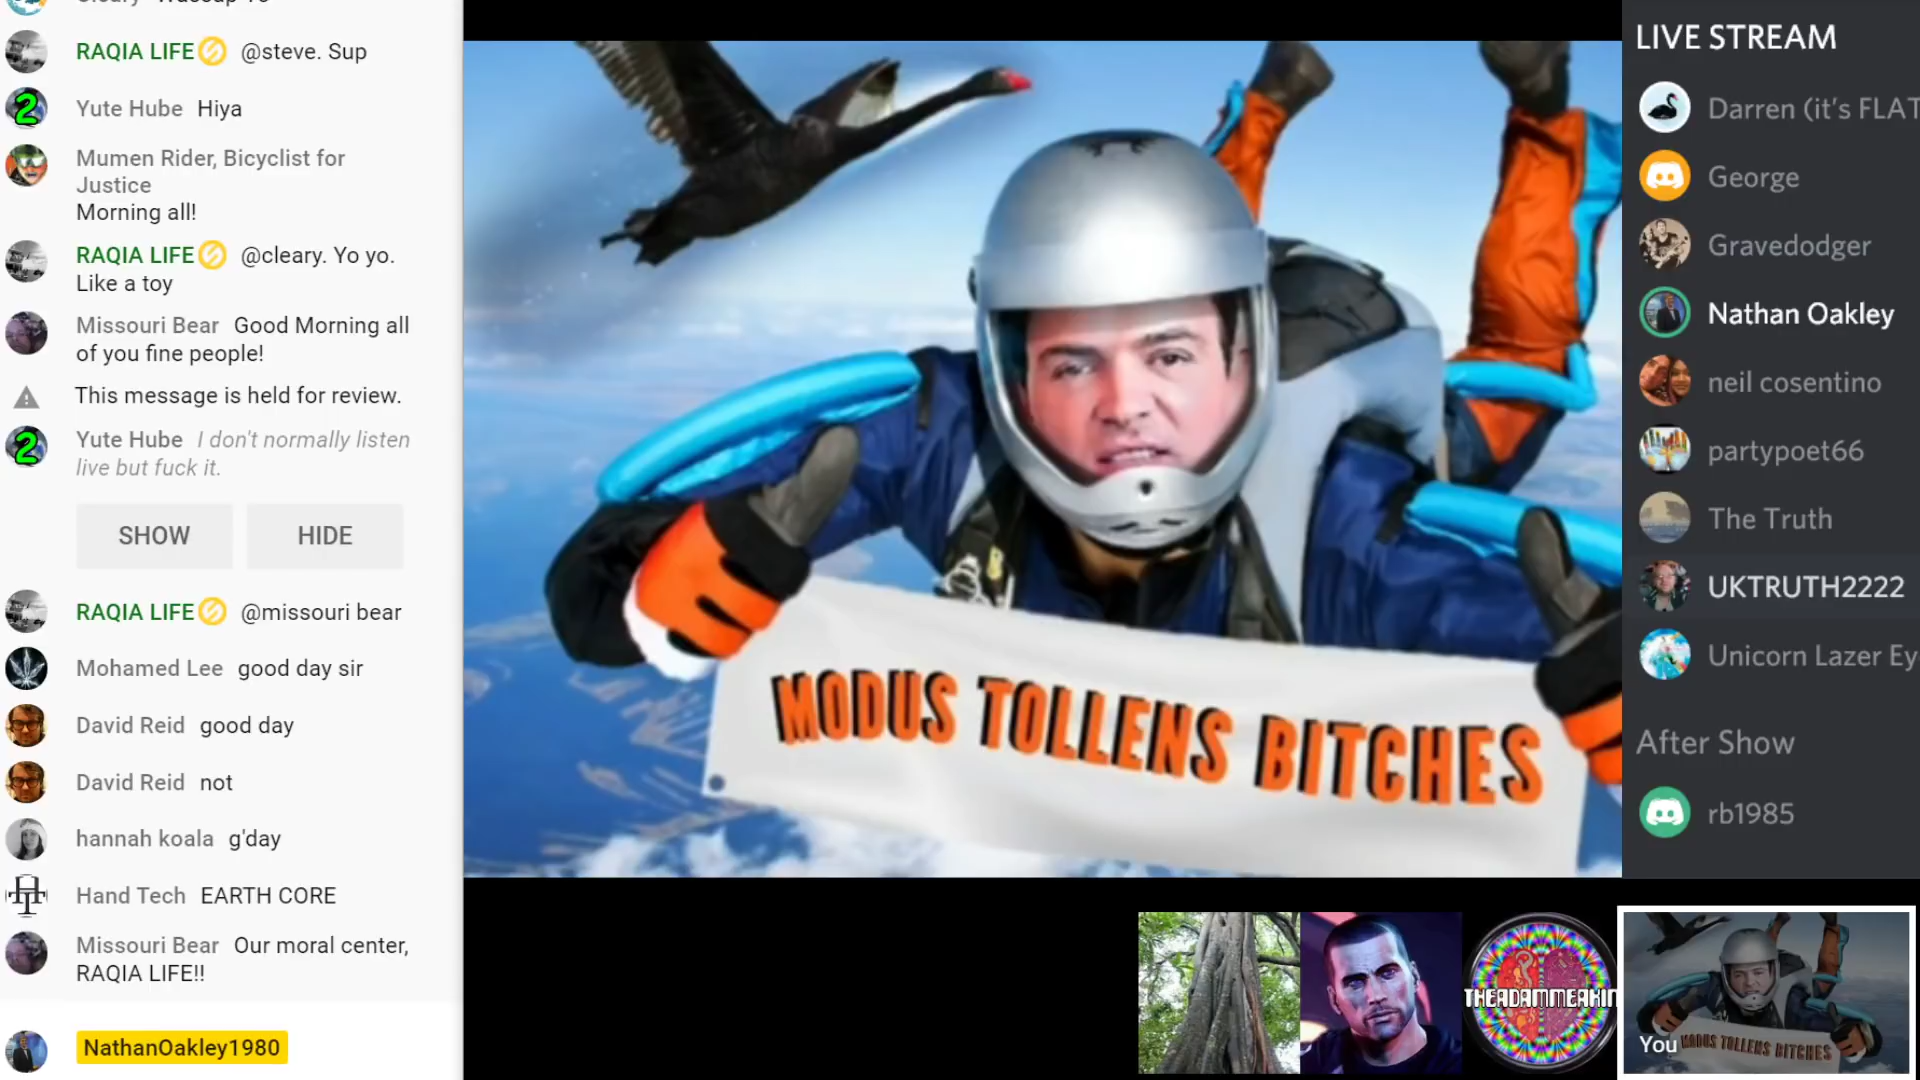 RAQIA LIFE @steve. Sup
Yute Hube Hiya
Mumen Rider, Bicyclist for
Justice
Morning all!
RAQIA LIFE @cleary. Yo yo.
Like a toy
Missouri Bear Good Morning all
of you fine people!
This message is held for review.
Yute Hube I don't normally listen
live but fuck it.
SHOW HIDE
RAQIA LIFE @missouri bear
Mohamed Lee good day sir
David Reid good day
David Reid not
hannah koala g'day
Hand Tech EARTH CORE
Missouri Bear Our moral center,
RAQIA LIFE!!
NathanOakley1980
MODUS TOLLENS BITCHES
LIVE STREAM
Darren (it's FLAT
George
Gravedodger
Nathan Oakley
neil cosentino
partypoet66
The Truth
UKTRUTH2222
Unicorn Lazer Ey
After Show
rb1985
THEADAMMEAKIN
You
MODUS TOLLENS BITCHES